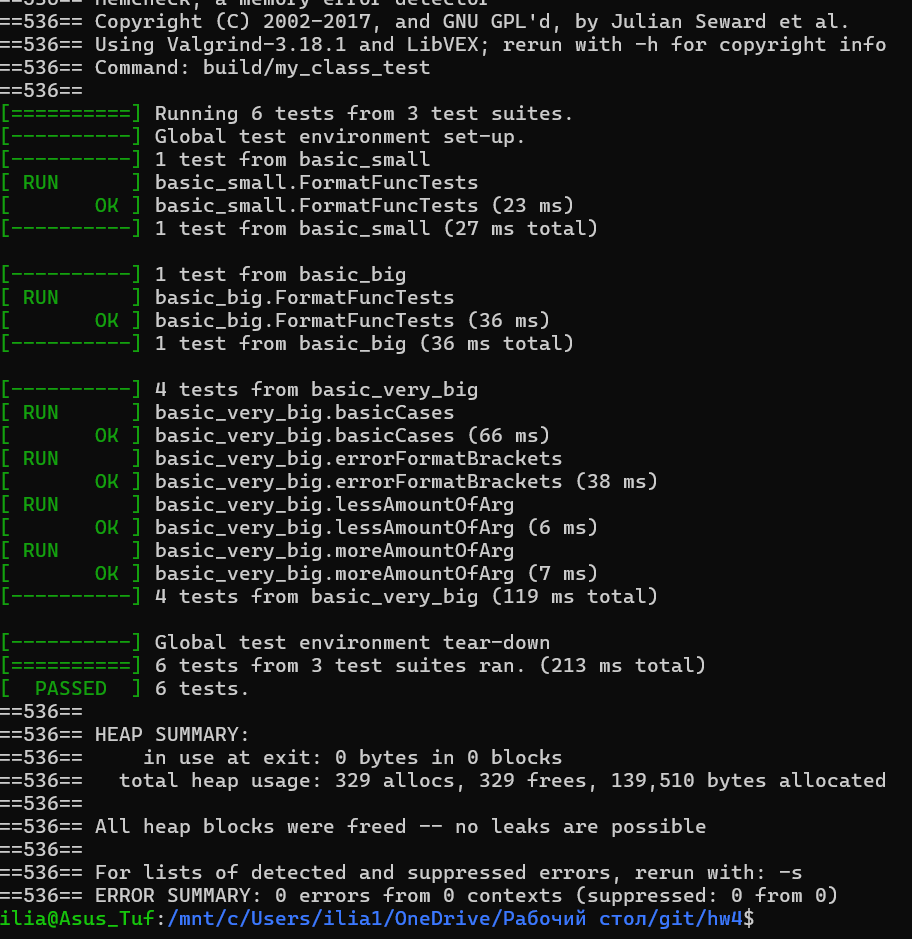 ==536== Memcheck, a memory error detector
==536== Copyright (C) 2002-2017, and GNU GPL'd, by Julian Seward et al.
==536== Using Valgrind-3.18.1 and LibVEX; rerun with -h for copyright info
==536== Command: build/my_class_test
==536==
[==========] Running 6 tests from 3 test suites.
[----------] Global test environment set-up.
[----------] 1 test from basic_small
[ RUN      ] basic_small.FormatFuncTests
[       OK ] basic_small.FormatFuncTests (23 ms)
[----------] 1 test from basic_small (27 ms total)

[----------] 1 test from basic_big
[ RUN      ] basic_big.FormatFuncTests
[       OK ] basic_big.FormatFuncTests (36 ms)
[----------] 1 test from basic_big (36 ms total)

[----------] 4 tests from basic_very_big
[ RUN      ] basic_very_big.basicCases
[       OK ] basic_very_big.basicCases (66 ms)
[ RUN      ] basic_very_big.errorFormatBrackets
[       OK ] basic_very_big.errorFormatBrackets (38 ms)
[ RUN      ] basic_very_big.lessAmountOfArg
[       OK ] basic_very_big.lessAmountOfArg (6 ms)
[ RUN      ] basic_very_big.moreAmountOfArg
[       OK ] basic_very_big.moreAmountOfArg (7 ms)
[----------] 4 tests from basic_very_big (119 ms total)

[----------] Global test environment tear-down
[==========] 6 tests from 3 test suites ran. (213 ms total)
[  PASSED  ] 6 tests.
==536==
==536== HEAP SUMMARY:
==536==     in use at exit: 0 bytes in 0 blocks
==536==   total heap usage: 329 allocs, 329 frees, 139,510 bytes allocated
==536==
==536== All heap blocks were freed -- no leaks are possible
==536==
==536== For lists of detected and suppressed errors, rerun with: -s
==536== ERROR SUMMARY: 0 errors from 0 contexts (suppressed: 0 from 0)
ilia@Asus_Tuf:/mnt/c/Users/ilia1/OneDrive/Рабочий стол/git/hw4$